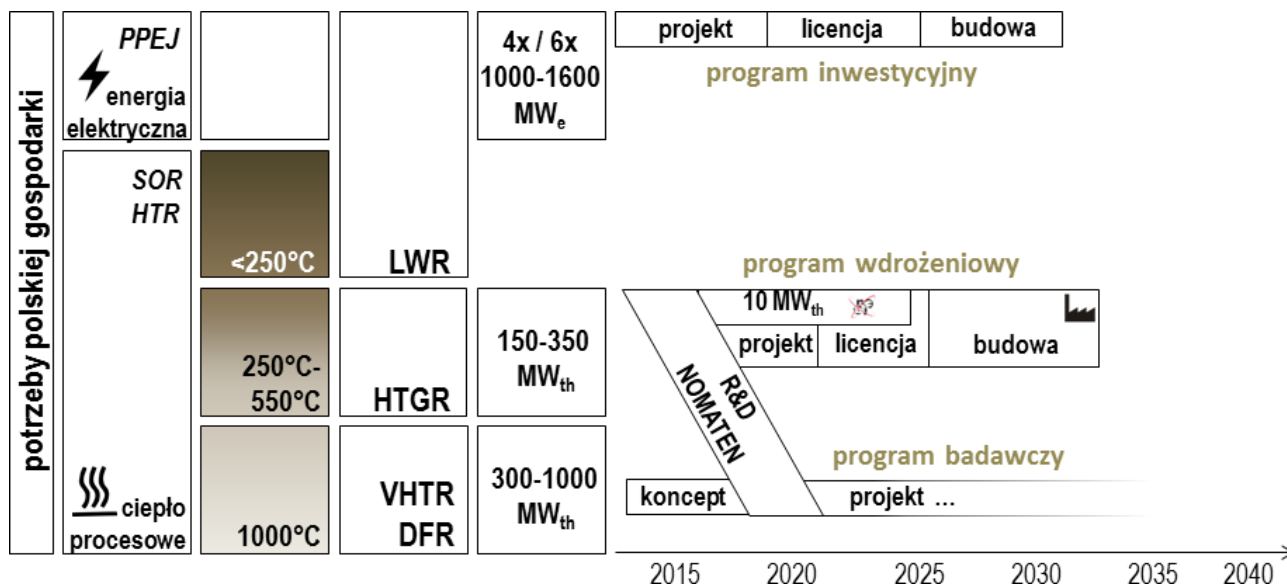 potrzeby polskiej gospodarki
PPEJ
energia
elektryczna
SOR
HTR
ciepło
procesowe
<250°C
250°C-
550°C
1000°C
LWR
HTGR
VHTR
DFR
4x / 6x
1000-1600
MWe
150-350
MWth
300-1000
MWth
projekt
licencja
budowa
program inwestycyjny
program wdrożeniowy
10 MWth
projekt
licencja
budowa
R&D
NOMATEN
program badawczy
koncept
projekt ...
2015
2020
2025
2030
2035
2040